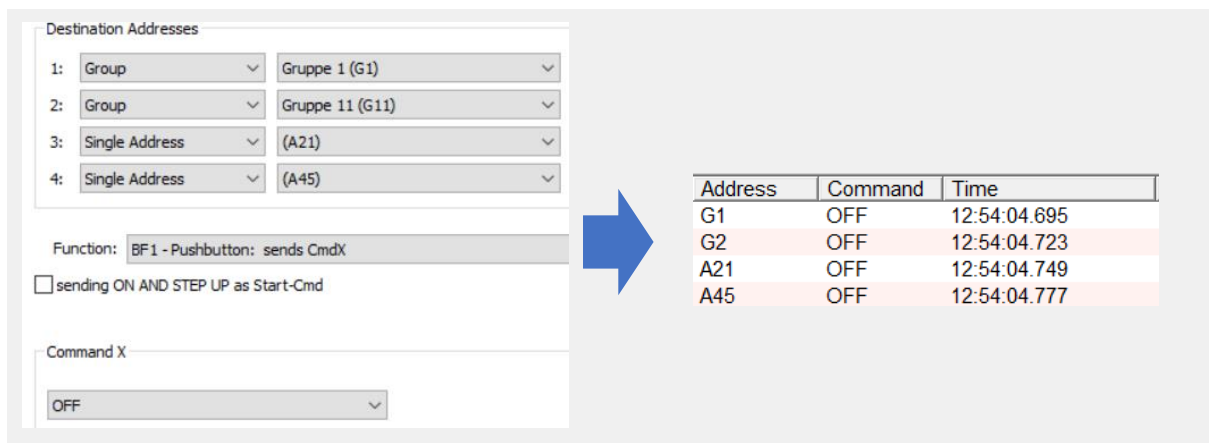 Destination Addresses
1: Group Gruppe 1 (G1)
2: Group Gruppe 11 (G11)
3: Single Address (A21)
4: Single Address (A45)
Function: BF1 - Pushbutton: sends CmdX
sending ON AND STEP UP as Start-Cmd
Command X
OFF
Address Command Time
G1 OFF 12:54:04.695
G2 OFF 12:54:04.723
A21 OFF 12:54:04.749
A45 OFF 12:54:04.777